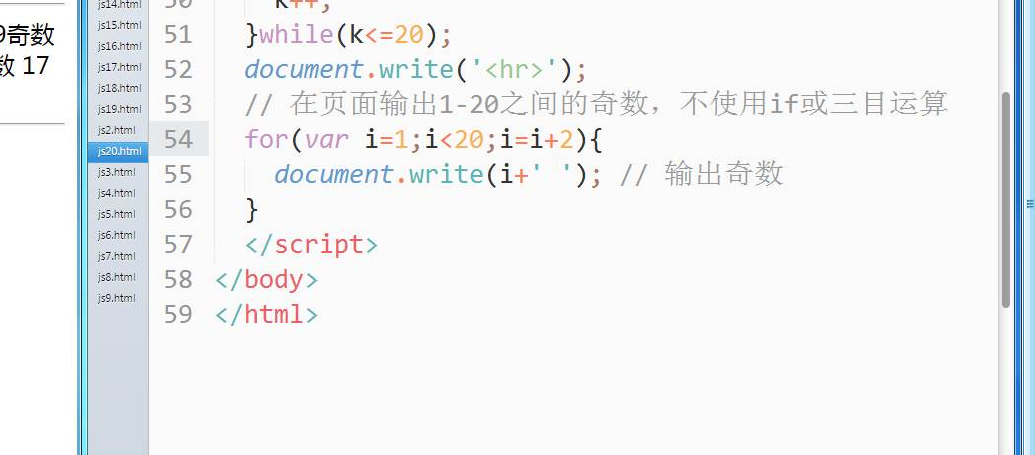 9奇数
数 17
js14.html
js15.html
js16.html
js17.html
js18.html
js19.html
js2.html
js20.html
js3.html
js4.html
js5.html
js6.html
js7.html
js8.html
js9.html
50 k++;
51 }while(k<=20);
52 document.write('<hr>');
53 // 在页面输出1-20之间的奇数，不使用if或三目运算
54 for(var i=1;i<20;i=i+2){
55 document.write(i+' '); // 输出奇数
56 }
57 </script>
58 </body>
59 </html>